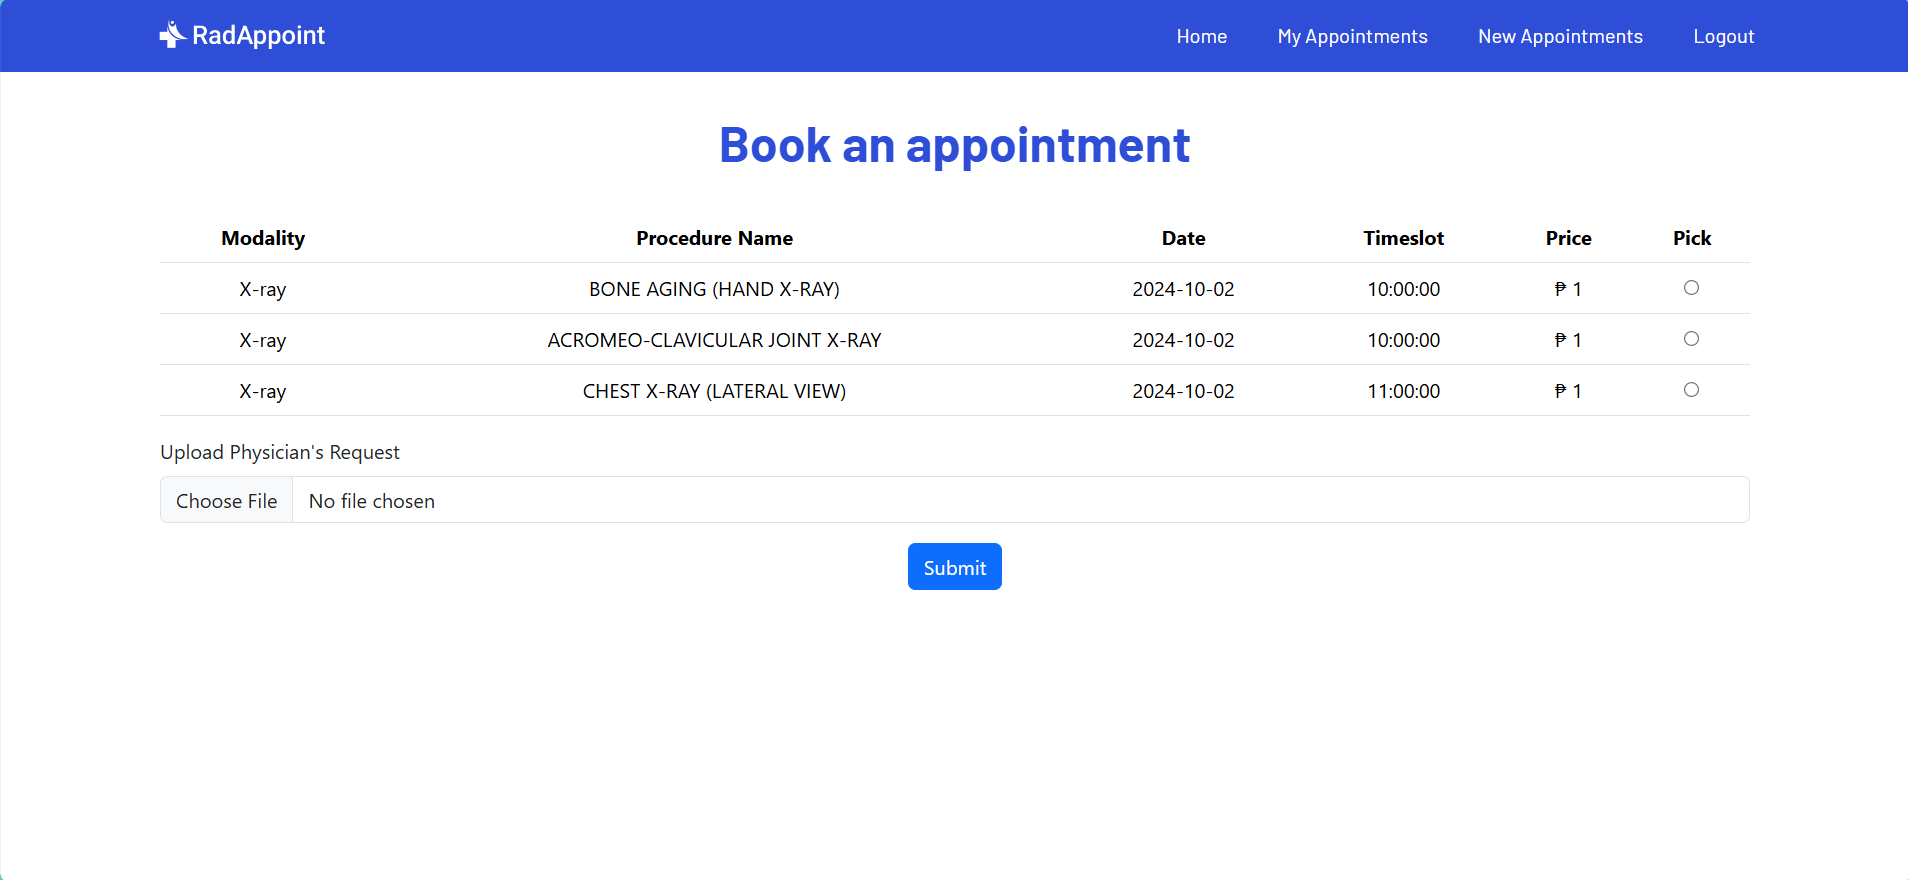 RadAppoint Home My Appointments New Appointments Logout
Book an appointment
Modality Procedure Name Date Timeslot Price Pick
X-ray BONE AGING (HAND X-RAY) 2024-10-02 10:00:00 ₱ 1
X-ray ACROMEO-CLAVICULAR JOINT X-RAY 2024-10-02 10:00:00 ₱ 1
X-ray CHEST X-RAY (LATERAL VIEW) 2024-10-02 11:00:00 ₱ 1
Upload Physician's Request
Choose File No file chosen
Submit